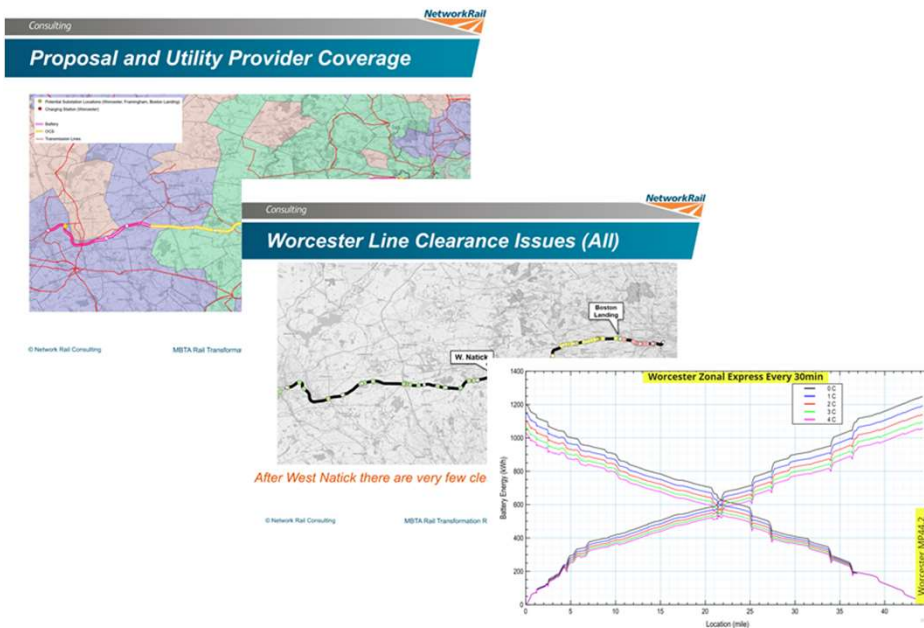 NetworkRail
Consulting
Proposal and Utility Provider Coverage
Potential Substation Locations (Worcester, Framingham, Boston Landing)
Charging Station (Worcester)
Battery
OCS
Transmission Lines
© Network Rail Consulting
MBTA Rail Transforma
NetworkRail
Consulting
Worcester Line Clearance Issues (All)
Boston
Landing
W. Natick
After West Natick there are very few cle
© Network Rail Consulting
MBTA Rail Transformation R
Worcester Zonal Express Every 30min
0 C
1 C
2 C
3 C
4 C
1400
1200
1000
800
600
400
200
0
Battery Energy (kWh)
0 5 10 15 20 25 30 35 40
Location (mile)
Worcester MP44.2